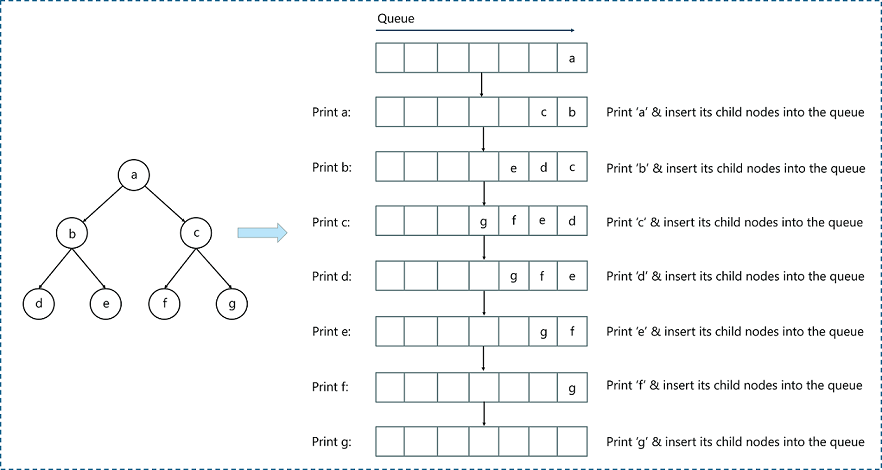 Queue
a
Print a: c b Print 'a' & insert its child nodes into the queue
Print b: e d c Print 'b' & insert its child nodes into the queue
Print c: g f e d Print 'c' & insert its child nodes into the queue
Print d: g f e Print 'd' & insert its child nodes into the queue
Print e: g f Print 'e' & insert its child nodes into the queue
Print f: g Print 'f' & insert its child nodes into the queue
Print g: Print 'g' & insert its child nodes into the queue
a
b c
d e f g